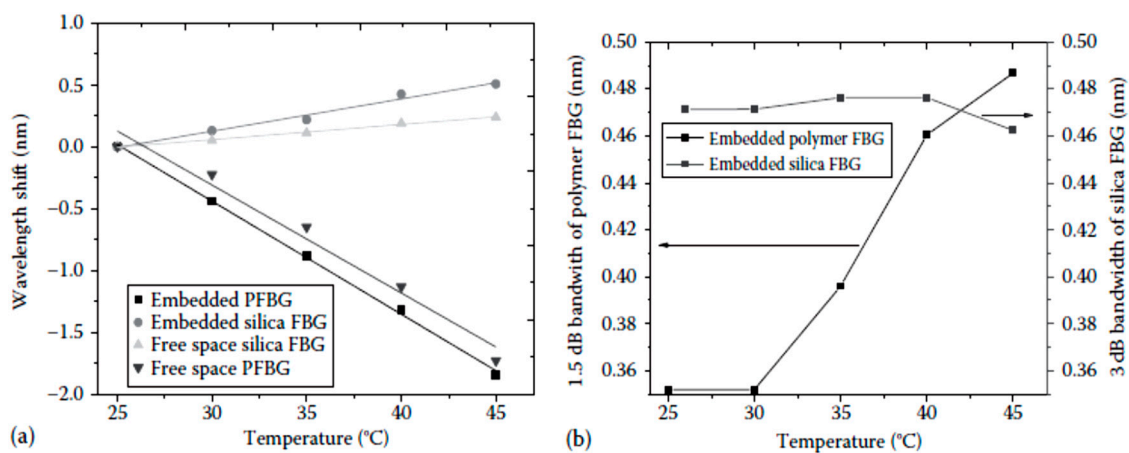 1.0
0.5
0.0
−0.5
−1.0
−1.5
−2.0
Wavelength shift (nm)
Embedded PFBG
Embedded silica FBG
Free space silica FBG
Free space PFBG
25 30 35 40 45
Temperature (°C)
(a)
0.50
0.48
0.46
0.44
0.42
0.40
0.38
0.36
1.5 dB bandwith of polymer FBG (nm)
Embedded polymer FBG
Embedded silica FBG
0.50
0.48
0.46
0.44
0.42
0.40
0.38
0.36
3 dB bandwidth of silica FBG (nm)
25 30 35 40 45
Temperature (°C)
(b)